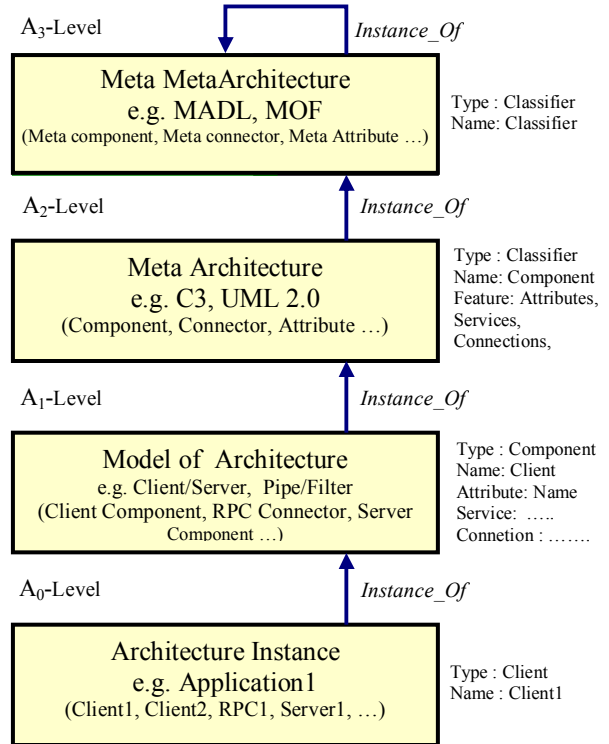 A3-Level
Instance_Of
Meta MetaArchitecture
e.g. MADL, MOF
(Meta component, Meta connector, Meta Attribute …)
Type : Classifier
Name: Classifier
A2-Level
Instance_Of
Meta Architecture
e.g. C3, UML 2.0
(Component, Connector, Attribute …)
Type : Classifier
Name: Component
Feature: Attributes,
Services,
Connections,
A1-Level
Instance_Of
Model of Architecture
e.g. Client/Server, Pipe/Filter
(Client Component, RPC Connector, Server
Component …)
Type : Component
Name: Client
Attribute: Name
Service: …..
Connetion : …….
A0-Level
Instance_Of
Architecture Instance
e.g. Application1
(Client1, Client2, RPC1, Server1, …)
Type : Client
Name : Client1